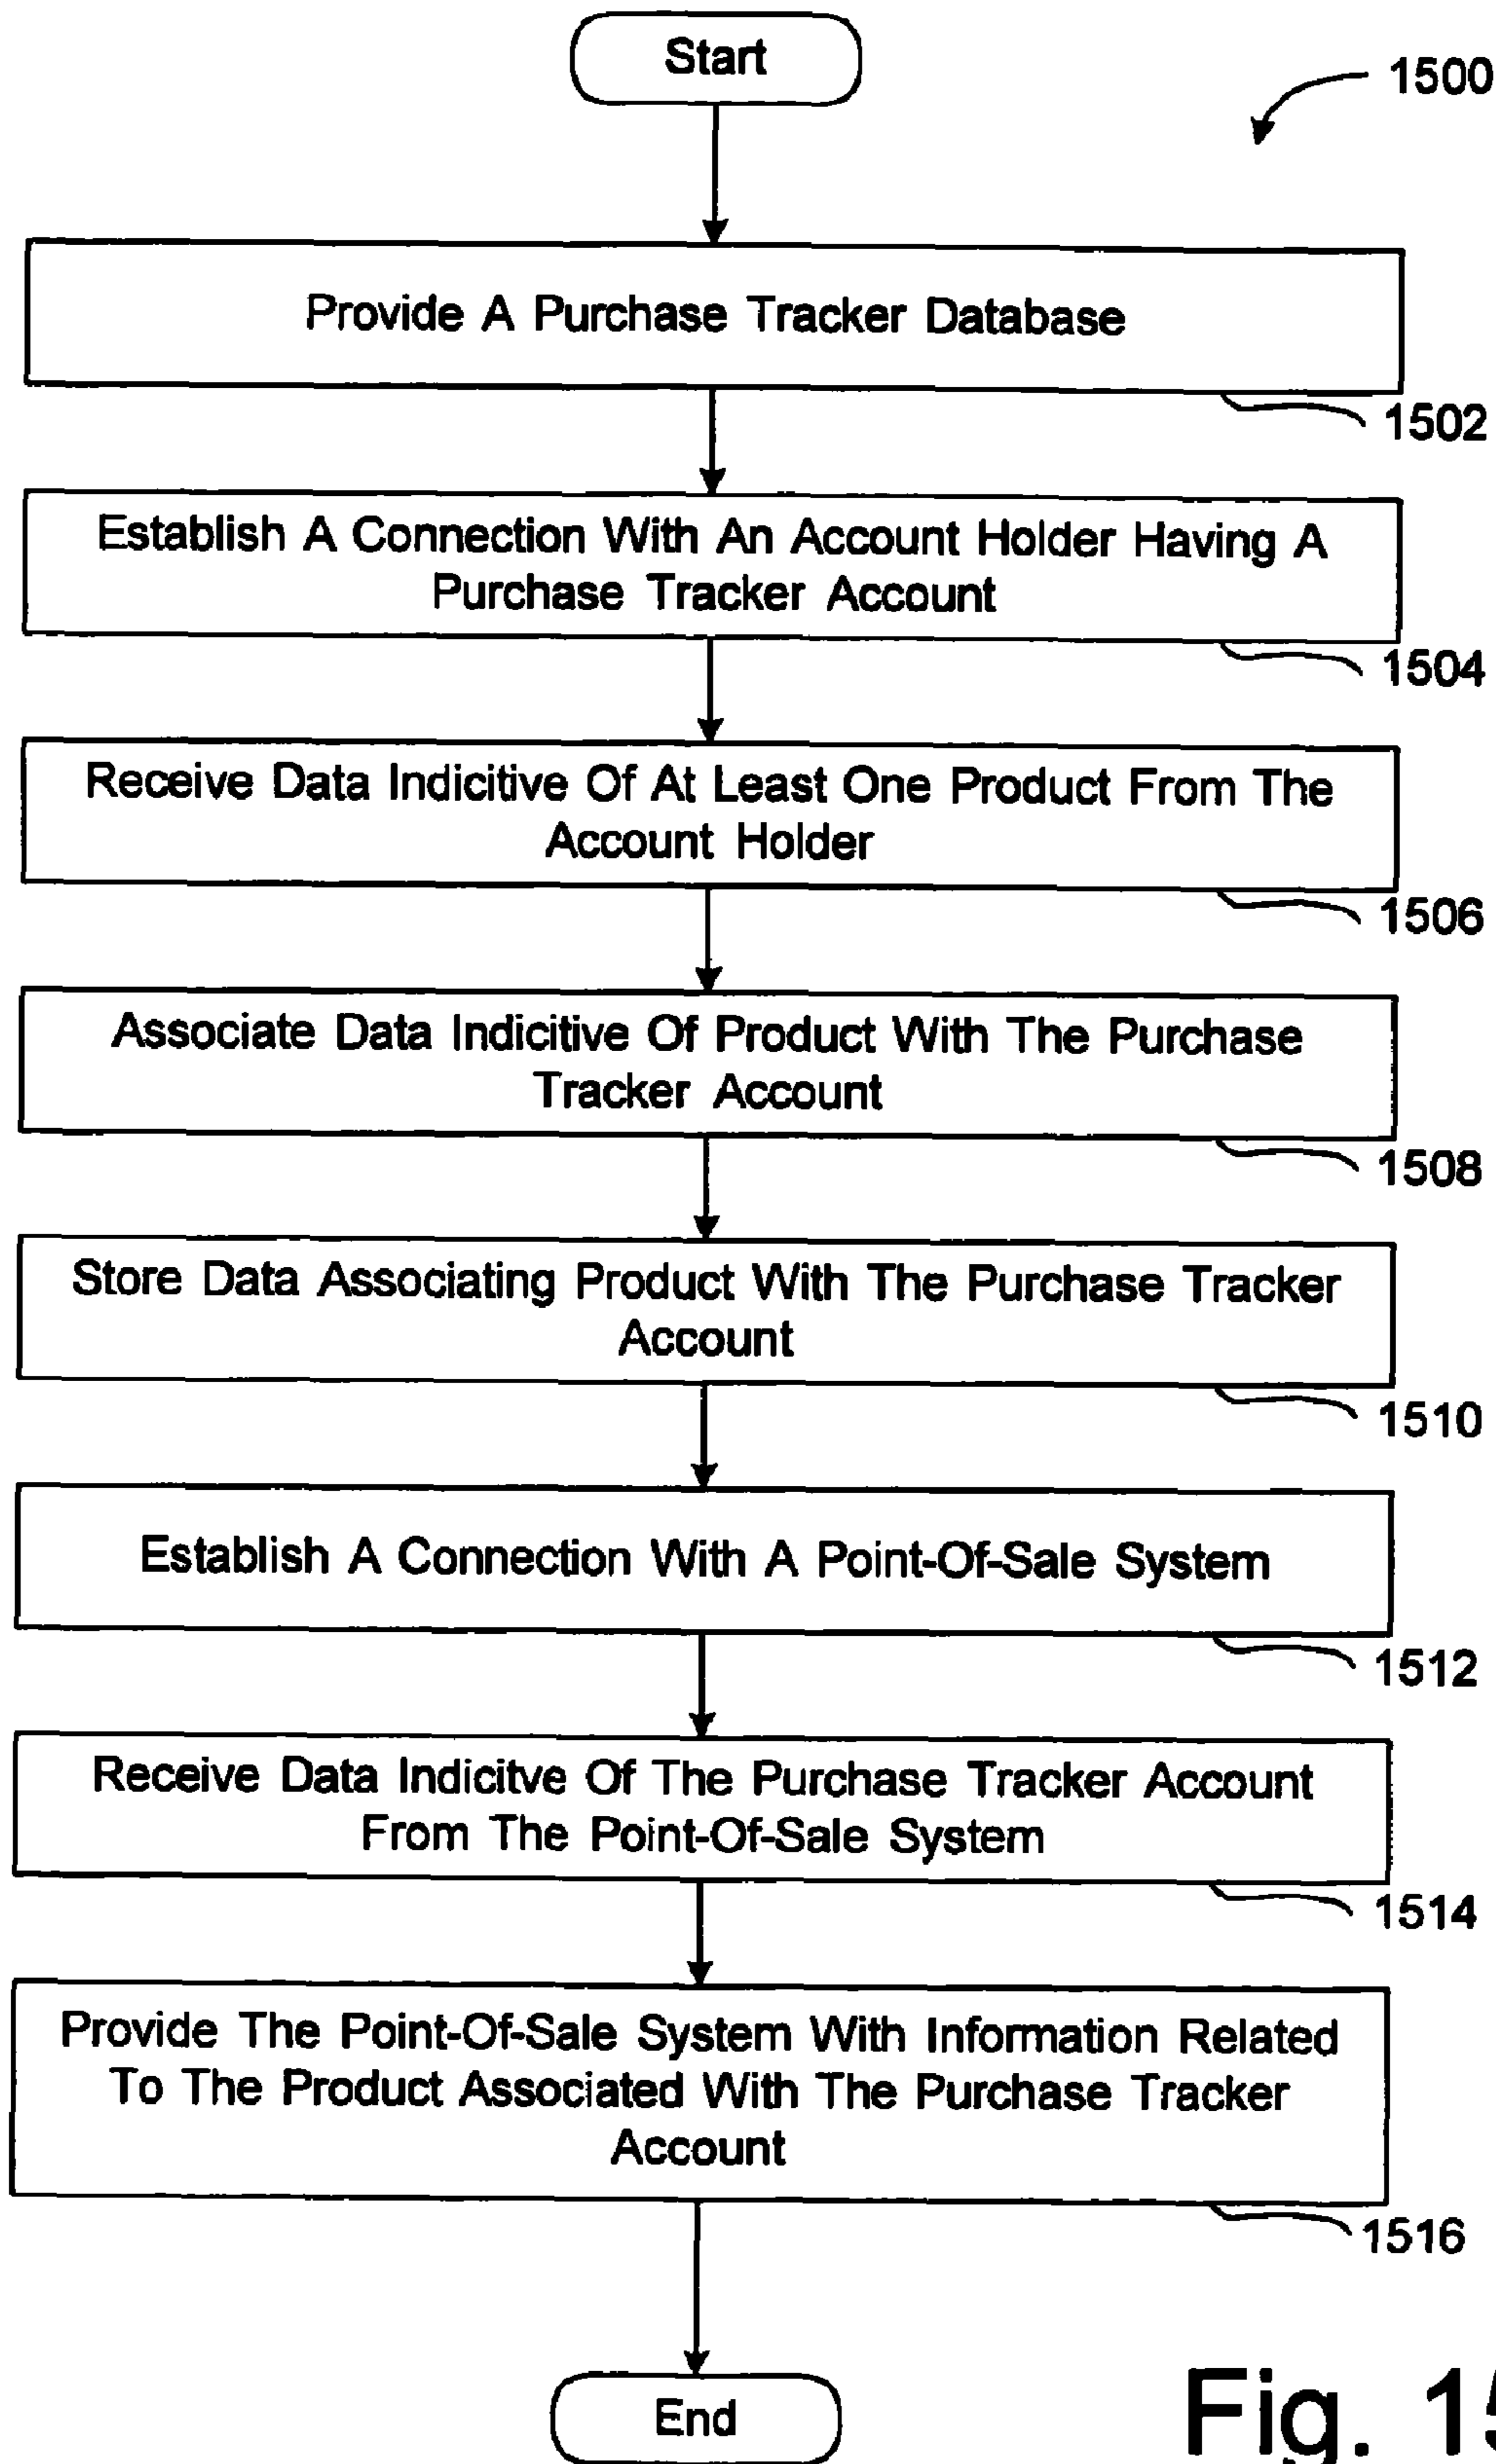 Start
1500
Provide A Purchase Tracker Database
1502
Establish A Connection With An Account Holder Having A
Purchase Tracker Account
1504
Receive Data Indicitive Of At Least One Product From The
Account Holder
1506
Associate Data Indicitive Of Product With The Purchase
Tracker Account
1508
Store Data Associating Product With The Purchase Tracker
Account
1510
Establish A Connection With A Point-Of-Sale System
1512
Receive Data Indicitve Of The Purchase Tracker Account
From The Point-Of-Sale System
1514
Provide The Point-Of-Sale System With Information Related
To The Product Associated With The Purchase Tracker
Account
1516
End
Fig. 15